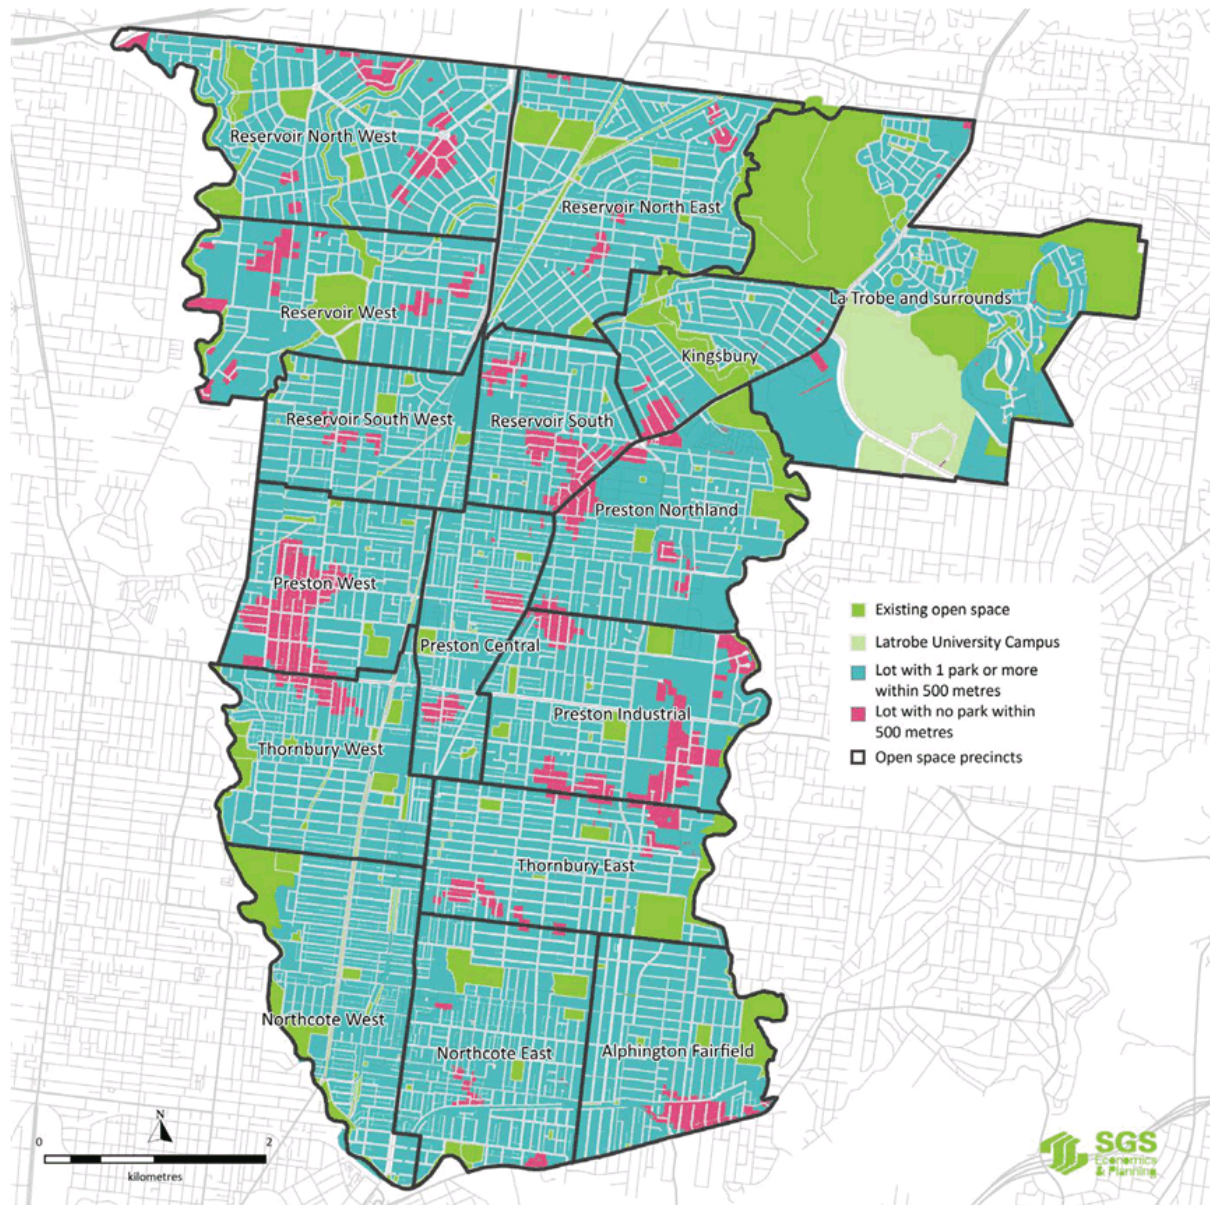 Reservoir North West
Reservoir North East
La Trobe and surrounds
Reservoir West
Kingsbury
Reservoir South West
Reservoir South
Preston Northland
Preston West
Preston Central
Preston Industrial
Thornbury West
Thornbury East
Northcote West
Northcote East
Alphington Fairfield
Existing open space
Latrobe University Campus
Lot with 1 park or more
within 500 metres
Lot with no park within
500 metres
Open space precincts
N
0
2
kilometres
SGS
Economics
& Planning